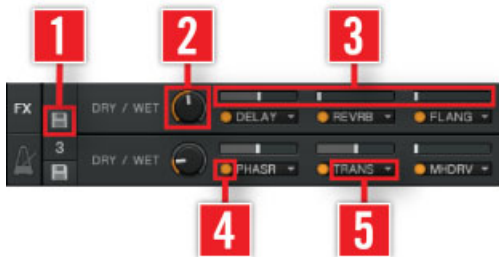 1 2 3
FX DRY / WET DELAY REVRB FLANG
3
DRY / WET PHASR TRANS MHDRV
4 5